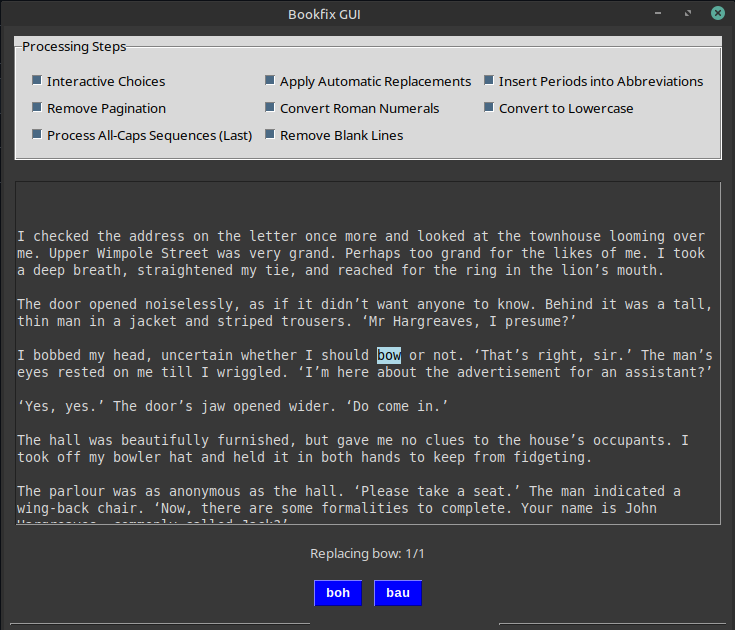 Bookfix GUI
Processing Steps
Interactive Choices
Apply Automatic Replacements
Insert Periods into Abbreviations
Remove Pagination
Convert Roman Numerals
Convert to Lowercase
Process All-Caps Sequences (Last)
Remove Blank Lines
I checked the address on the letter once more and looked at the townhouse looming over
me. Upper Wimpole Street was very grand. Perhaps too grand for the likes of me. I took
a deep breath, straightened my tie, and reached for the ring in the lion’s mouth.
The door opened noiselessly, as if it didn’t want anyone to know. Behind it was a tall,
thin man in a jacket and striped trousers. ‘Mr Hargreaves, I presume?’
I bobbed my head, uncertain whether I should bow or not. ‘That’s right, sir.’ The man’s
eyes rested on me till I wriggled. ‘I’m here about the advertisement for an assistant?’
‘Yes, yes.’ The door’s jaw opened wider. ‘Do come in.’
The hall was beautifully furnished, but gave me no clues to the house’s occupants. I
took off my bowler hat and held it in both hands to keep from fidgeting.
The parlour was as anonymous as the hall. ‘Please take a seat.’ The man indicated a
wing-back chair. ‘Now, there are some formalities to complete. Your name is John
Hargreaves, commonly called Jack?’
Replacing bow: 1/1
boh
bau